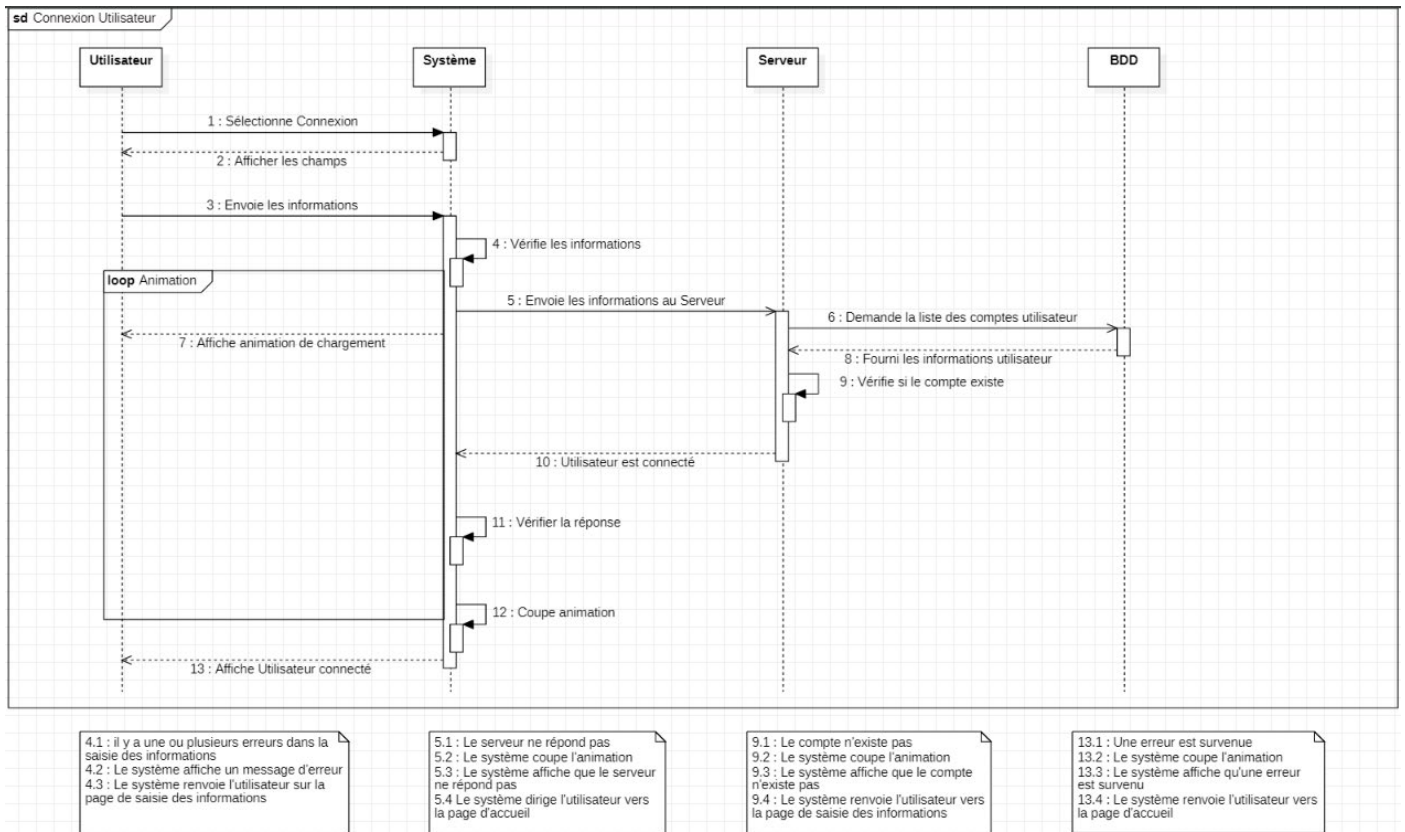 sd Connexion Utilisateur
Utilisateur
Système
Serveur
BDD
1 : Sélectionne Connexion
2 : Afficher les champs
3 : Envoie les informations
4 : Vérifie les informations
loop Animation
5 : Envoie les informations au Serveur
6 : Demande la liste des comptes utilisateur
7 : Affiche animation de chargement
8 : Fourni les informations utilisateur
9 : Vérifie si le compte existe
10 : Utilisateur est connecté
11 : Vérifier la réponse
12 : Coupe animation
13 : Affiche Utilisateur connecté
4.1 : il y a une ou plusieurs erreurs dans la
saisie des informations
4.2 : Le système affiche un message d'erreur
4.3 : Le système renvoie l'utilisateur sur la
page de saisie des informations
5.1 : Le serveur ne répond pas
5.2 : Le système coupe l'animation
5.3 : Le système affiche que le serveur
ne répond pas
5.4 Le système dirige l'utilisateur vers
la page d'accueil
9.1 : Le compte n'existe pas
9.2 : Le système coupe l'animation
9.3 : Le système affiche que le compte
n'existe pas
9.4 : Le système renvoie l'utilisateur vers
la page de saisie des informations
13.1 : Une erreur est survenue
13.2 : Le système coupe l'animation
13.3 : Le système affiche qu'une erreur
est survenu
13.4 : Le système renvoie l'utilisateur vers
la page d'accueil